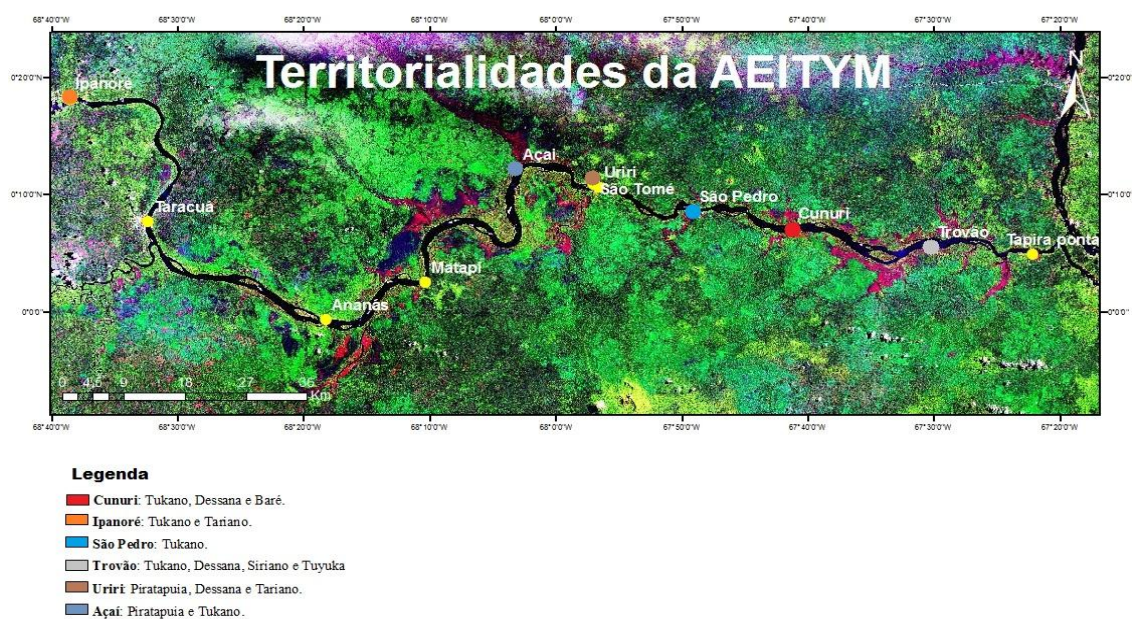 68°40'0"W 68°30'0"W 68°20'0"W 68°10'0"W 68°0'0"W 67°50'0"W 67°40'0"W 67°30'0"W 67°20'0"W
Territorialidades da AEITYM
N
0°20'0"N 0°20'0"
Ipanoré
Açai
Uriri
São Tomé
0°10'0"N 0°10'0"
São Pedro
Taracuá
Cunuri
Trovão
Tapira ponta
Matapi
Ananás
0°0'0" 0°0'0"
0 4,5 9 18 27 36
Km
68°40'0"W 68°30'0"W 68°20'0"W 68°10'0"W 68°0'0"W 67°50'0"W 67°40'0"W 67°30'0"W 67°20'0"W
Legenda
Cunuri: Tukano, Dessana e Baré.
Ipanoré: Tukano e Tariano.
São Pedro: Tukano.
Trovão: Tukano, Dessana, Siriano e Tuyuka
Uriri: Piratapuia, Dessana e Tariano.
Açaí: Piratapuia e Tukano.